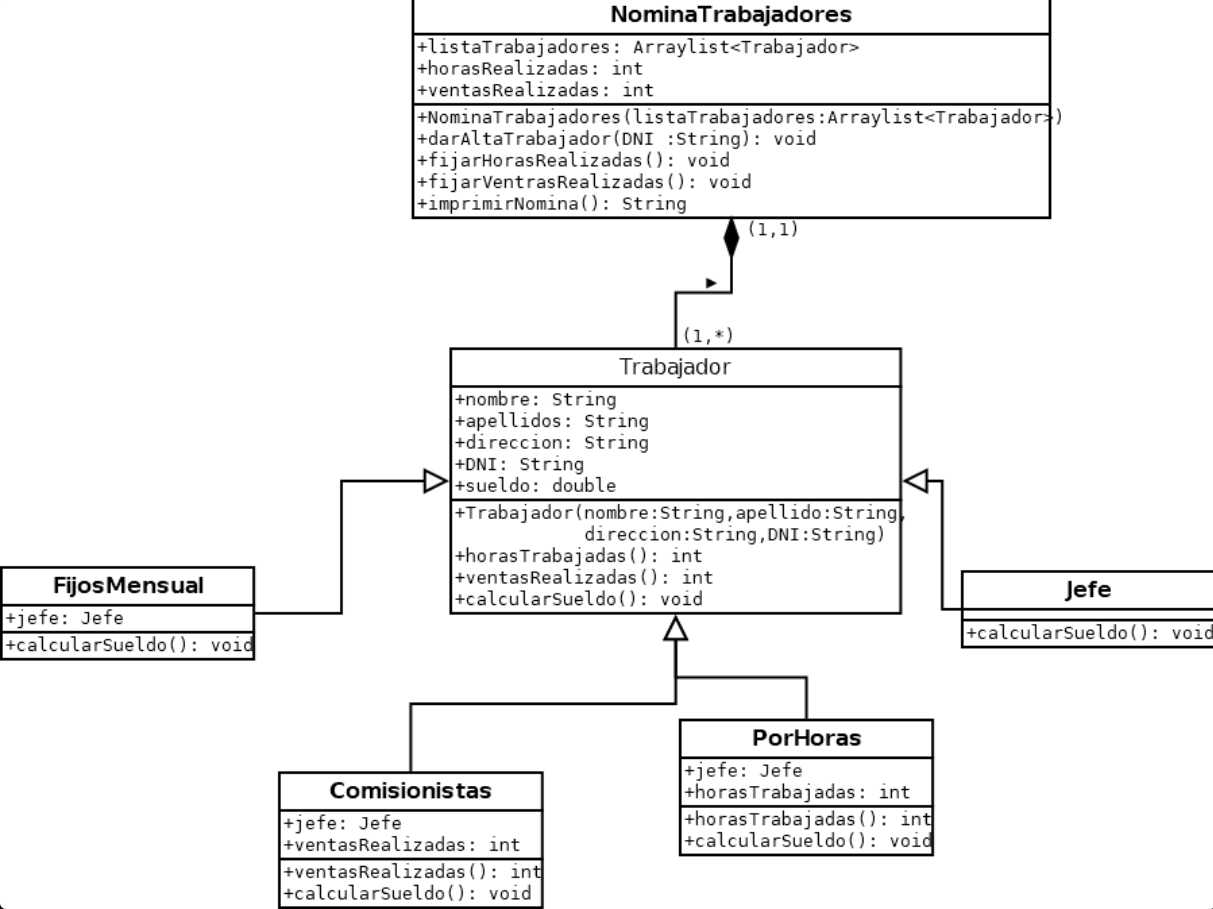 NominaTrabajadores
+listaTrabajadores: Arraylist<Trabajador>
+horasRealizadas: int
+ventasRealizadas: int
+NominaTrabajadores(listaTrabajadores:Arraylist<Trabajador>)
+darAltaTrabajador(DNI :String): void
+fijarHorasRealizadas(): void
+fijarVentrasRealizadas(): void
+imprimirNomina(): String
(1,1)
(1,*)
Trabajador
+nombre: String
+apellidos: String
+direccion: String
+DNI: String
+sueldo: double
+Trabajador(nombre:String,apellido:String,
direccion:String,DNI:String)
+horasTrabajadas(): int
+ventasRealizadas(): int
+calcularSueldo(): void
FijosMensual
+jefe: Jefe
+calcularSueldo(): void
Jefe
+calcularSueldo(): void
Comisionistas
+jefe: Jefe
+ventasRealizadas: int
+ventasRealizadas(): int
+calcularSueldo(): void
PorHoras
+jefe: Jefe
+horasTrabajadas: int
+horasTrabajadas(): int
+calcularSueldo(): void